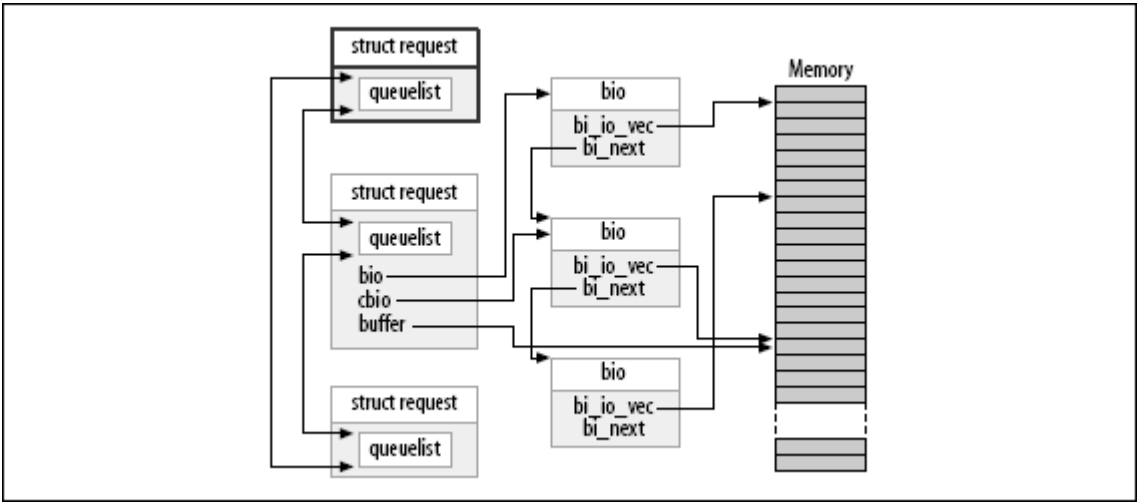 struct request
queuelist
struct request
queuelist
bio
cbio
buffer
struct request
queuelist
bio
bi_io_vec
bi_next
bio
bi_io_vec
bi_next
bio
bi_io_vec
bi_next
Memory